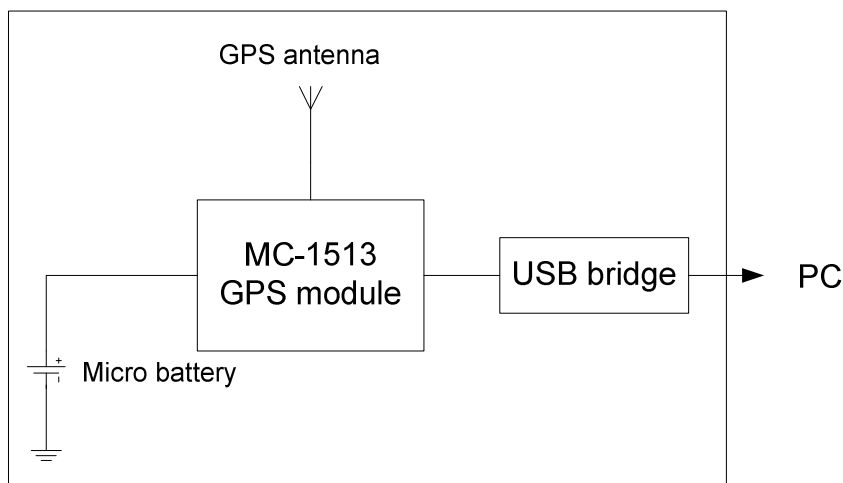 GPS antenna
MC-1513
GPS module
USB bridge
PC
+
-
Micro battery